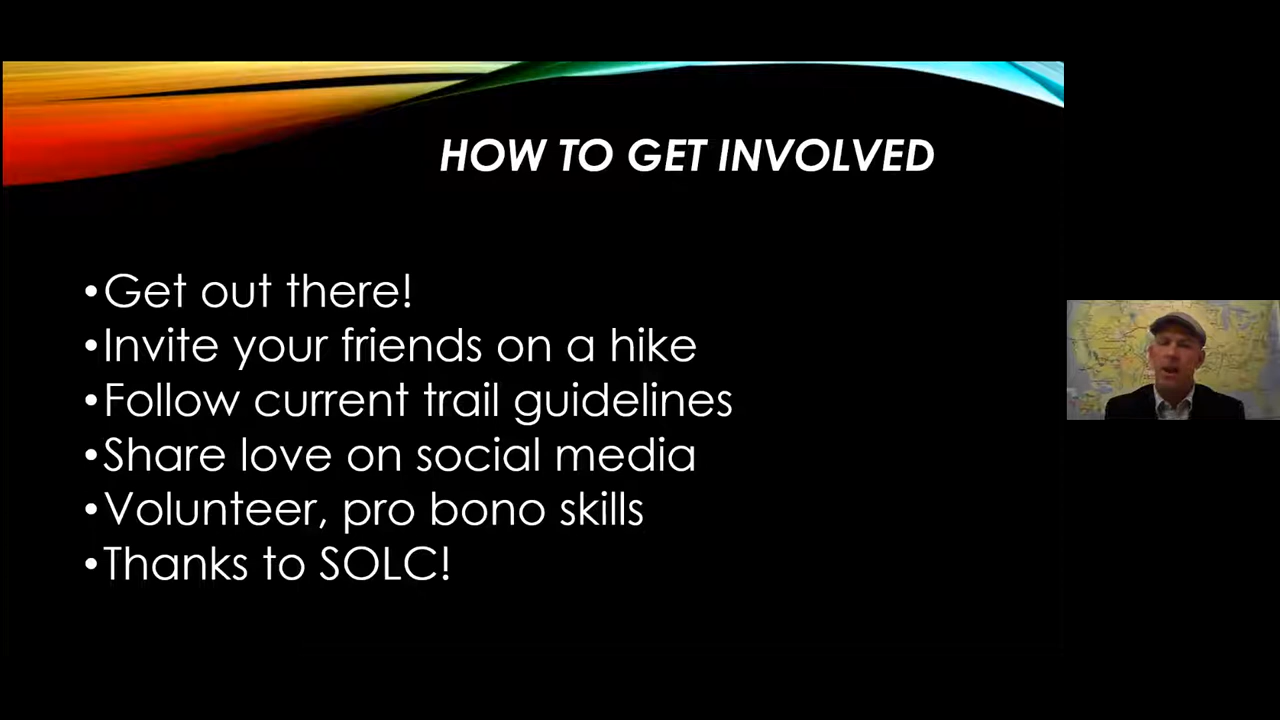 HOW TO GET INVOLVED
•Get out there!
•Invite your friends on a hike
•Follow current trail guidelines
•Share love on social media
•Volunteer, pro bono skills
•Thanks to SOLC!